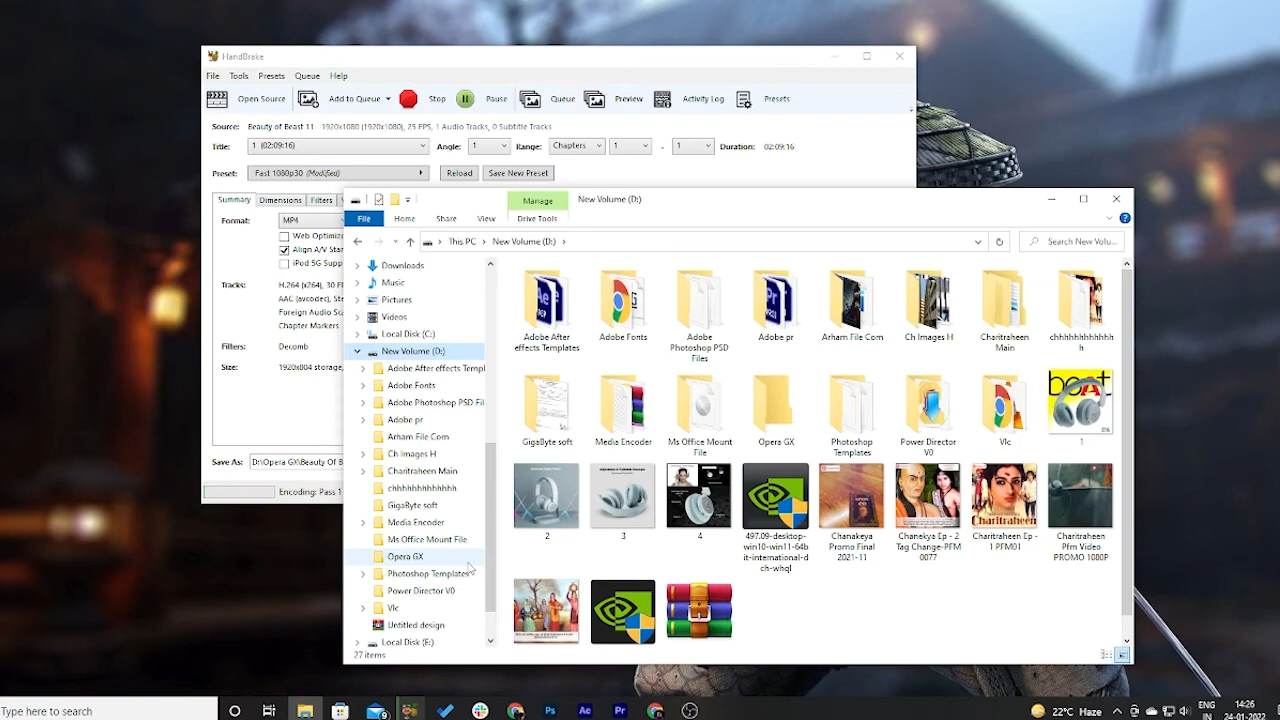 HandBrake
File Tools Presets Queue Help
Open Source Add to Queue Stop Pause Queue Preview Activity Log Presets
Source: Beauty of Beast 11 1920x1080 (1920x1080), 25 FPS, 1 Audio Tracks, 0 Subtitle Tracks
Title: 1 (02:09:16) Angle: 1 Range: Chapters 1 - 1 Duration: 02:09:16
Preset: Fast 1080p30 (Modified) Reload Save New Preset
Summary Dimensions Filters
Format: MP4
Web Optimize
Align A/V Star
iPod 5G Suppo
Tracks: H.264 (x264), 30 F
AAC (avcodec), Ster
Foreign Audio Sca
Chapter Markers
Filters: Decomb
Size: 1920x804 storage,
Save As: D:\Opera GX\Beauty Of B
Encoding: Pass 1
Manage New Volume (D:)
File Home Share View Drive Tools
This PC New Volume (D:) Search New Volu...
Downloads
Music
Pictures
Videos
Local Disk (C:)
New Volume (D:)
Adobe After effects Templ
Adobe Fonts
Adobe Photoshop PSD Fil
Adobe pr
Arham File Com
Ch Images H
Charitraheen Main
chhhhhhhhhhhh
GigaByte soft
Media Encoder
Ms Office Mount File
Opera GX
Photoshop Templates
Power Director V0
Vlc
Untitled design
Local Disk (E:)
27 items
Adobe After effects Templates
Adobe Fonts
Adobe Photoshop PSD Files
Adobe pr
Arham File Com
Ch Images H
Charitraheen Main
chhhhhhhhhhhh
GigaByte soft
Media Encoder
Ms Office Mount File
Opera GX
Photoshop Templates
Power Director V0
Vlc
boat
1
2
3
4
497.09-desktop-win10-win11-64bit-international-dch-whql
Chanakeya Promo Final 2021-11
Chanekya Ep - 2 Tag Change-PFM 0077
Charitraheen
Charitraheen Ep - 1 PFM01
Charitraheen Pfm Video PROMO 1080P
Type here to search
22°C Haze ENG IN 14:26